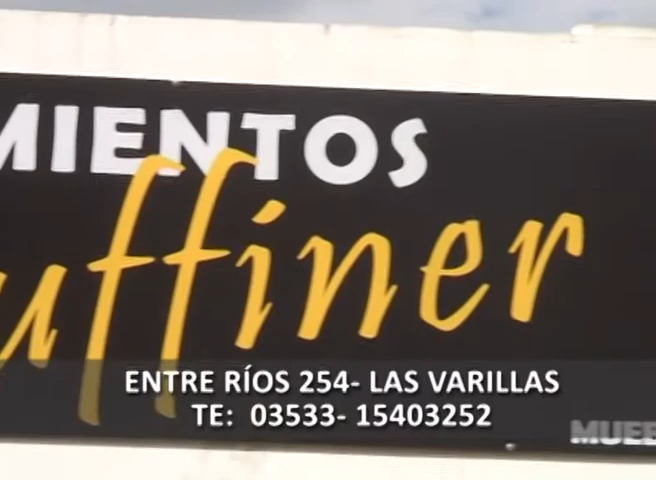 MIENTOS
uffiner
ENTRE RÍOS 254- LAS VARILLAS
TE: 03533- 15403252
MUEB